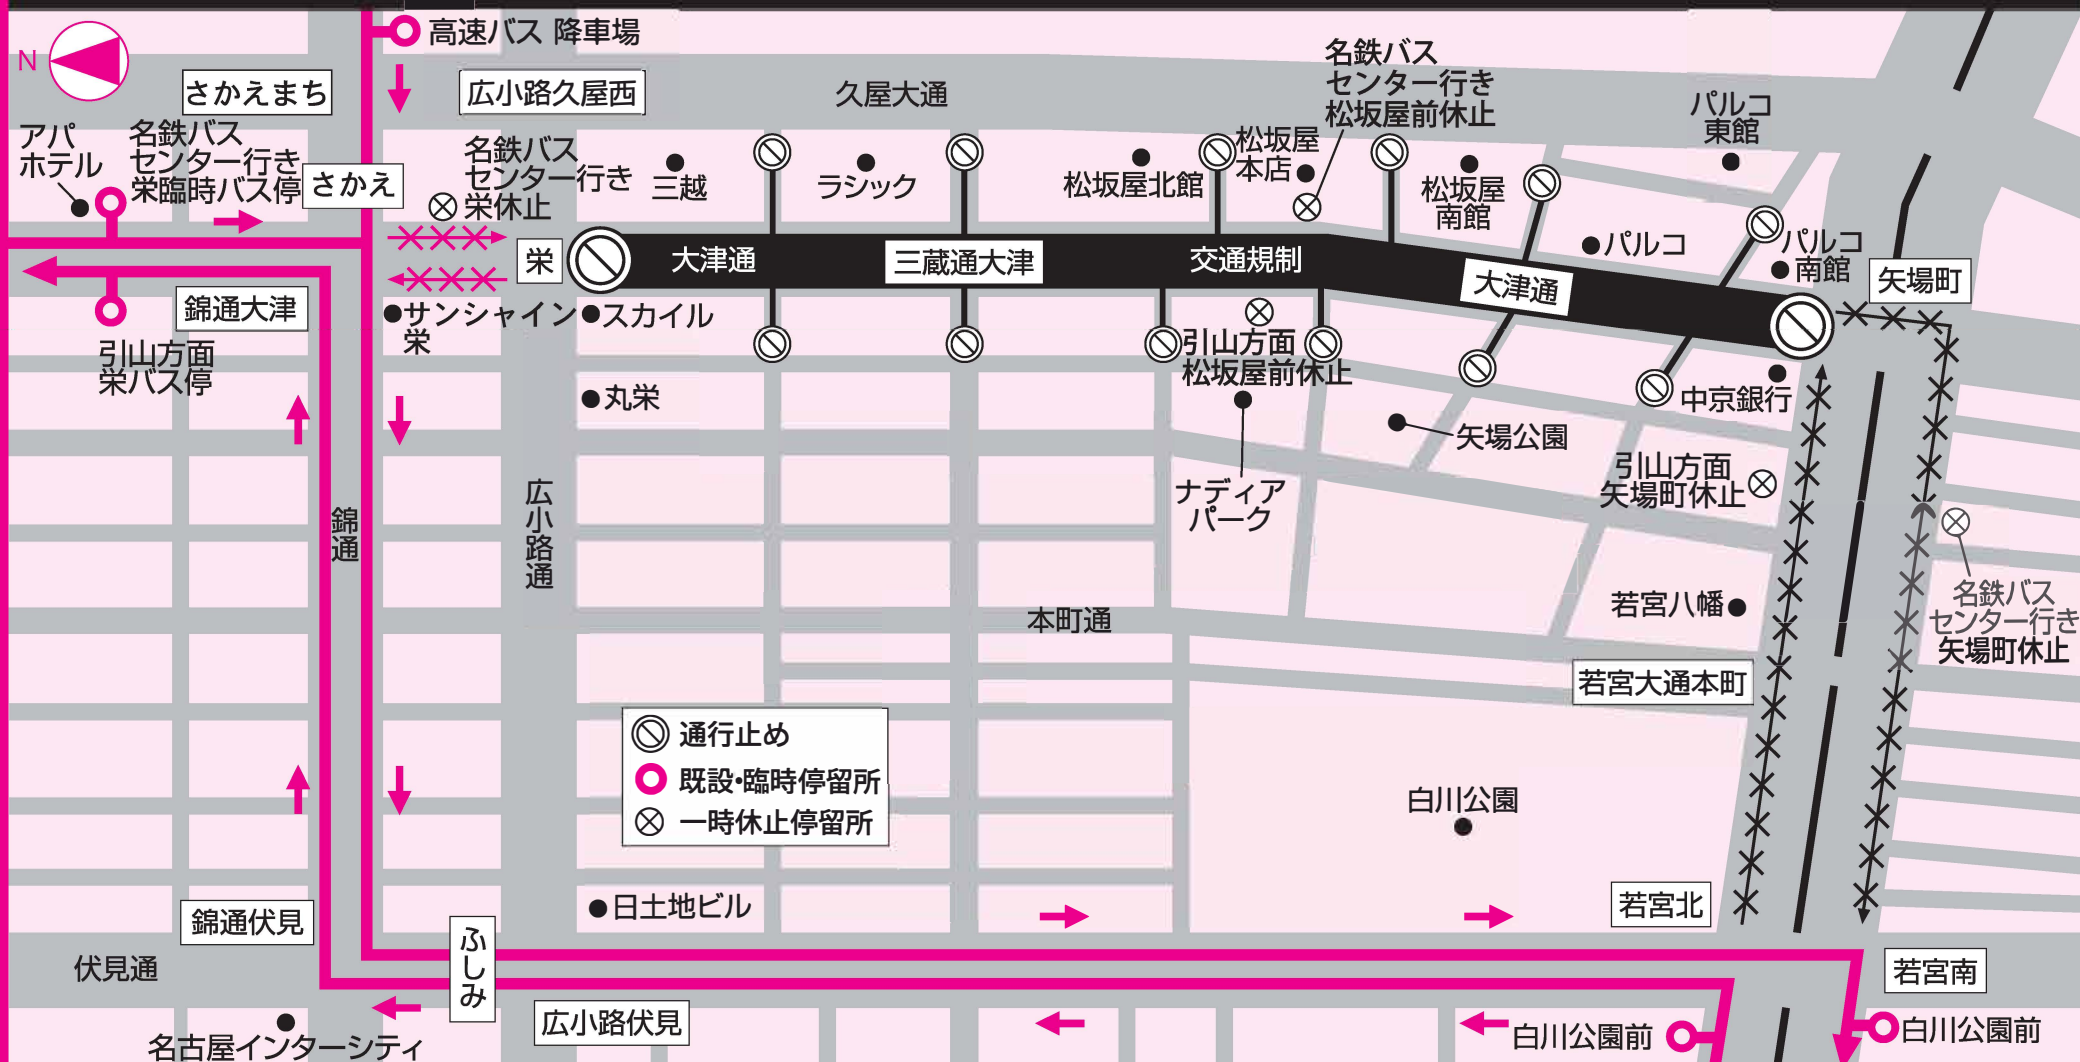 高速バス 降車場
N
さかえまち
広小路久屋西
久屋大通
名鉄バス
センター行き
松坂屋前休止
パルコ
東館
アパ
ホテル
名鉄バス
センター行き
栄臨時バス停
さかえ
名鉄バス
センター行き
栄休止
三越
ラシック
松坂屋北館
松坂屋
本店
松坂屋
南館
パルコ
パルコ
南館
栄
大津通
三蔵通大津
交通規制
大津通
矢場町
錦通大津
サンシャイン
栄
スカイル
引山方面
栄バス停
引山方面
松坂屋前休止
丸栄
中京銀行
矢場公園
引山方面
矢場町休止
ナディア
パーク
錦通
広小路通
名鉄バス
センター行き
矢場町休止
若宮八幡
本町通
若宮大通本町
通行止め
既設・臨時停留所
一時休止停留所
白川公園
日土地ビル
若宮北
錦通伏見
伏見通
ふしみ
若宮南
広小路伏見
白川公園前
白川公園前
名古屋インターシティ